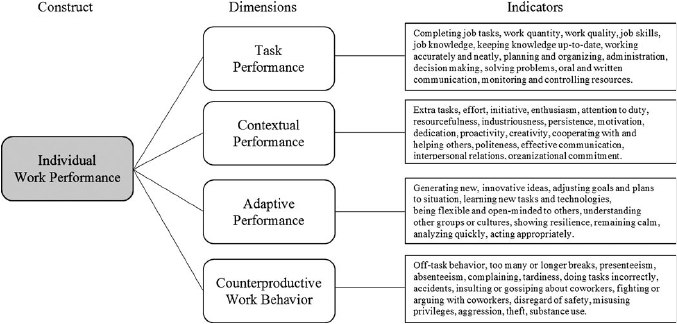 Construct
Dimensions
Indicators
Individual
Work Performance
Task
Performance
Completing job tasks, work quantity, work quality, job skills,
job knowledge, keeping knowledge up-to-date, working
accurately and neatly, planning and organizing, administration,
decision making, solving problems, oral and written
communication, monitoring and controlling resources.
Contextual
Performance
Extra tasks, effort, initiative, enthusiasm, attention to duty,
resourcefulness, industriousness, persistence, motivation,
dedication, proactivity, creativity, cooperating with and
helping others, politeness, effective communication,
interpersonal relations, organizational commitment.
Adaptive
Performance
Generating new, innovative ideas, adjusting goals and plans
to situation, learning new tasks and technologies,
being flexible and open-minded to others, understanding
other groups or cultures, showing resilience, remaining calm,
analyzing quickly, acting appropriately.
Counterproductive
Work Behavior
Off-task behavior, too many or longer breaks, presenteeism,
absenteeism, complaining, tardiness, doing tasks incorrectly,
accidents, insulting or gossiping about coworkers, fighting or
arguing with coworkers, disregard of safety, misusing
privileges, aggression, theft, substance use.